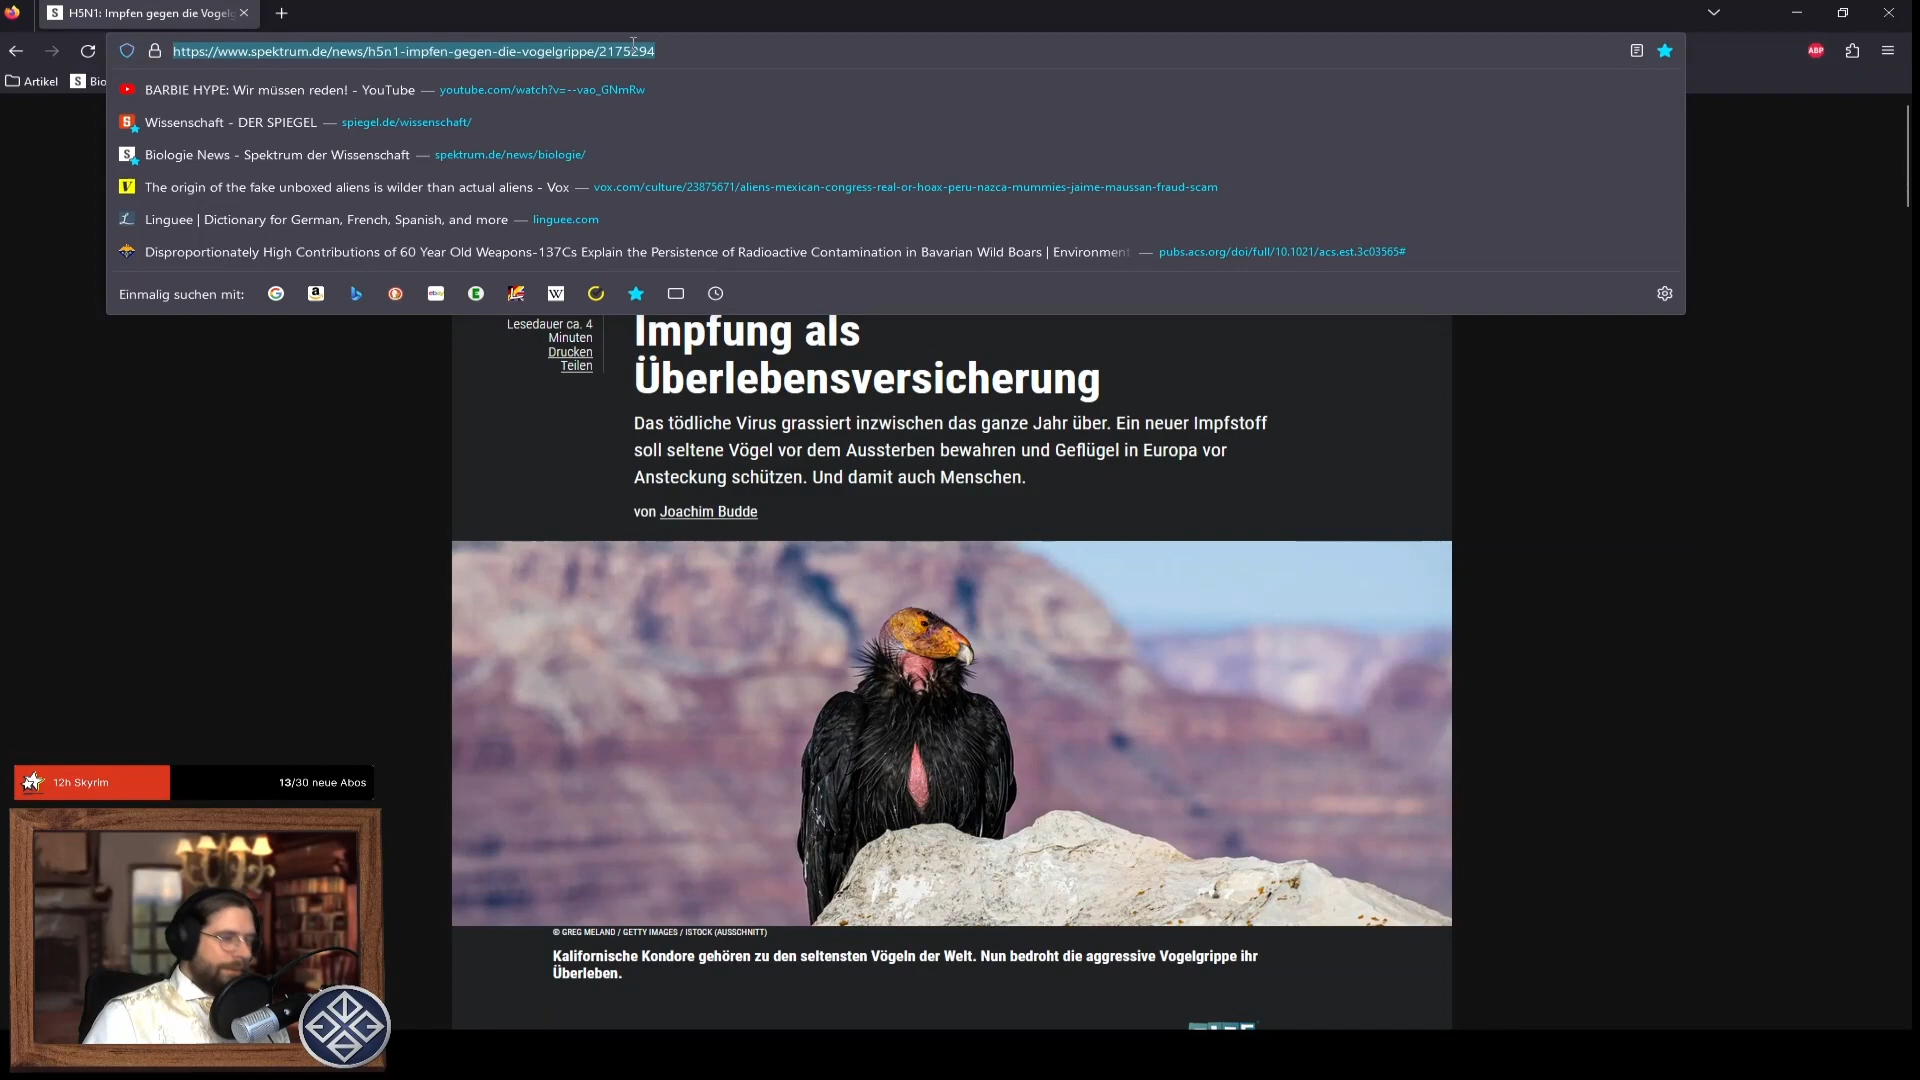 H5N1: Impfen gegen die Vogelg
https://www.spektrum.de/news/h5n1-impfen-gegen-die-vogelgrippe/2175294
ABP
Artikel
S Bio
BARBIE HYPE: Wir müssen reden! - YouTube — youtube.com/watch?v=--vao_GNmRw
Wissenschaft - DER SPIEGEL — spiegel.de/wissenschaft/
Biologie News - Spektrum der Wissenschaft — spektrum.de/news/biologie/
The origin of the fake unboxed aliens is wilder than actual aliens - Vox — vox.com/culture/23875671/aliens-mexican-congress-real-or-hoax-peru-nazca-mummies-jaime-maussan-fraud-scam
Linguee | Dictionary for German, French, Spanish, and more — linguee.com
Disproportionately High Contributions of 60 Year Old Weapons-137Cs Explain the Persistence of Radioactive Contamination in Bavarian Wild Boars | Environment — pubs.acs.org/doi/full/10.1021/acs.est.3c03565#
Einmalig suchen mit:
Lesedauer ca. 4
Minuten
Drucken
Teilen
Impfung als
Überlebensversicherung
Das tödliche Virus grassiert inzwischen das ganze Jahr über. Ein neuer Impfstoff
soll seltene Vögel vor dem Aussterben bewahren und Geflügel in Europa vor
Ansteckung schützen. Und damit auch Menschen.
von Joachim Budde
12h Skyrim
13/30 neue Abos
© GREG MELAND / GETTY IMAGES / ISTOCK (AUSSCHNITT)
Kalifornische Kondore gehören zu den seltensten Vögeln der Welt. Nun bedroht die aggressive Vogelgrippe ihr
Überleben.